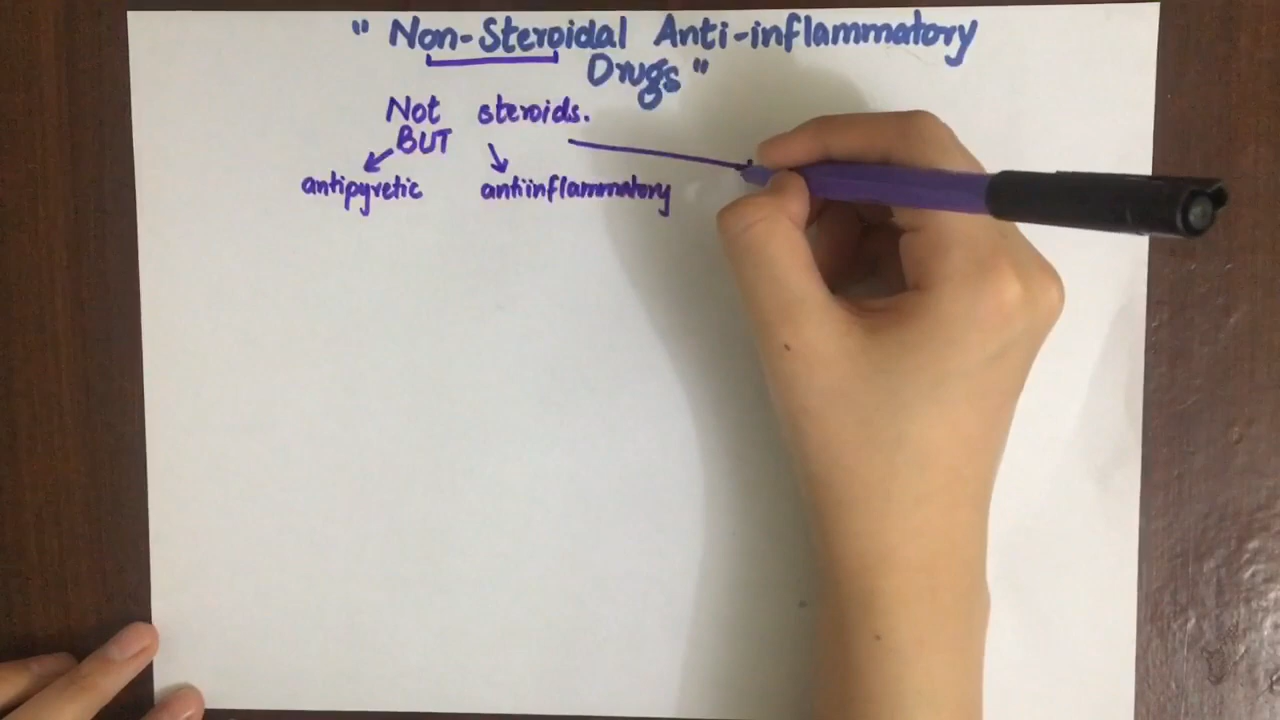 " Non-Steroidal Anti-inflammatory
Drugs "
Not steroids.
BUT
antipyretic antiinflammatory